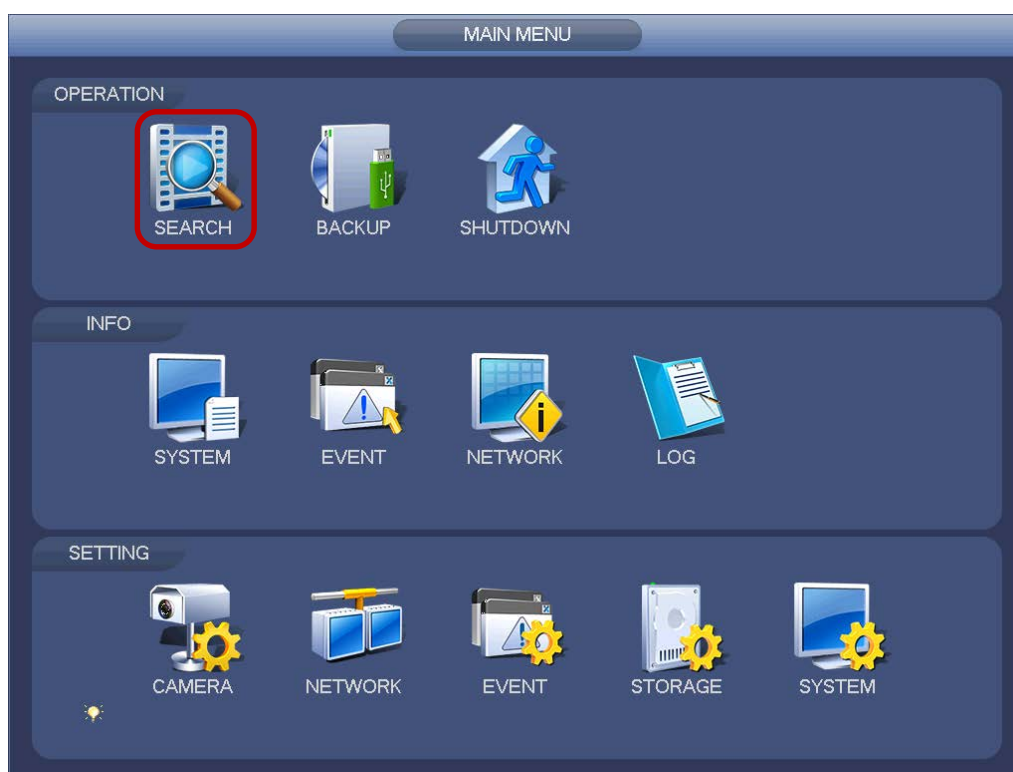 MAIN MENU
OPERATION
SEARCH
BACKUP
SHUTDOWN
INFO
SYSTEM
EVENT
NETWORK
LOG
SETTING
CAMERA
NETWORK
EVENT
STORAGE
SYSTEM